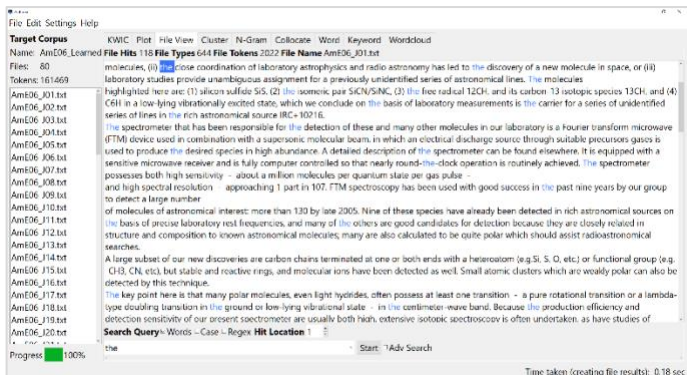 File Edit Settings Help
Target Corpus
Name: AmE06_Learned
Files: 80
Tokens: 161469
AmE06_J01.txt
AmE06_J02.txt
AmE06_J03.txt
AmE06_J04.txt
AmE06_J05.txt
AmE06_J06.txt
AmE06_J07.txt
AmE06_J08.txt
AmE06_J09.txt
AmE06_J10.txt
AmE06_J11.txt
AmE06_J12.txt
AmE06_J13.txt
AmE06_J14.txt
AmE06_J15.txt
AmE06_J16.txt
AmE06_J17.txt
AmE06_J18.txt
AmE06_J19.txt
AmE06_J20.txt
Progress 100%
KWIC Plot File View Cluster N-Gram Collocate Word Keyword Wordcloud
File Hits 118 File Types 644 File Tokens 2022 File Name AmE06_J01.txt
molecules, (ii) the close coordination of laboratory astrophysics and radio astronomy has led to the discovery of a new molecule in space, or (iii)
laboratory studies provide unambiguous assignment for a previously unidentified series of astronomical lines. The molecules
highlighted here are: (1) silicon sulfide SiS, (2) the isomeric pair SiCN/SiNC, (3) the free radical 12CH, and its carbon 13 isotopic species 13CH, and (4)
C6H in a low-lying vibrationally excited state, which we conclude on the basis of laboratory measurements is the carrier for a series of unidentified
series of lines in the rich astronomical source IRC+10216.
The spectrometer that has been responsible for the detection of these and many other molecules in our laboratory is a Fourier transform microwave
(FTM) device used in combination with a supersonic molecular beam, in which an electrical discharge source through suitable precursors gases is
used to produce the desired species in high abundance. A detailed description of the spectrometer can be found elsewhere. It is equipped with a
sensitive microwave receiver and is fully computer controlled so that nearly round-the-clock operation is routinely achieved. The spectrometer
possesses both high sensitivity - about a million molecules per quantum state per gas pulse -
and high spectral resolution - approaching 1 part in 107. FTM spectroscopy has been used with good success in the past nine years by our group
to detect a large number
of molecules of astronomical interest: more than 130 by late 2005. Nine of these species have already been detected in rich astronomical sources on
the basis of precise laboratory rest frequencies, and many of the others are good candidates for detection because they are closely related in
structure and composition to known astronomical molecules; many are also calculated to be quite polar which should assist radioastronomical
searches.
A large subset of our new discoveries are carbon chains terminated at one or both ends with a heteroatom (e.g.Si, S, O, etc.) or functional group (e.g.
CH3, CN, etc), but stable and reactive rings, and molecular ions have been detected as well. Small atomic clusters which are weakly polar can also be
detected by this technique.
The key point here is that many polar molecules, even light hydrides, often possess at least one transition - a pure rotational transition or a lambda-
type doubling transition in the ground or low-lying vibrational state - in the centimeter-wave band. Because the production efficiency and
detection sensitivity of our present spectrometer are usually both high, extensive isotopic spectroscopy is often undertaken, as have studies of
Search Query Words Case Regex Hit Location 1
the Start Adv Search
Time taken (creating file results): 0.18 sec